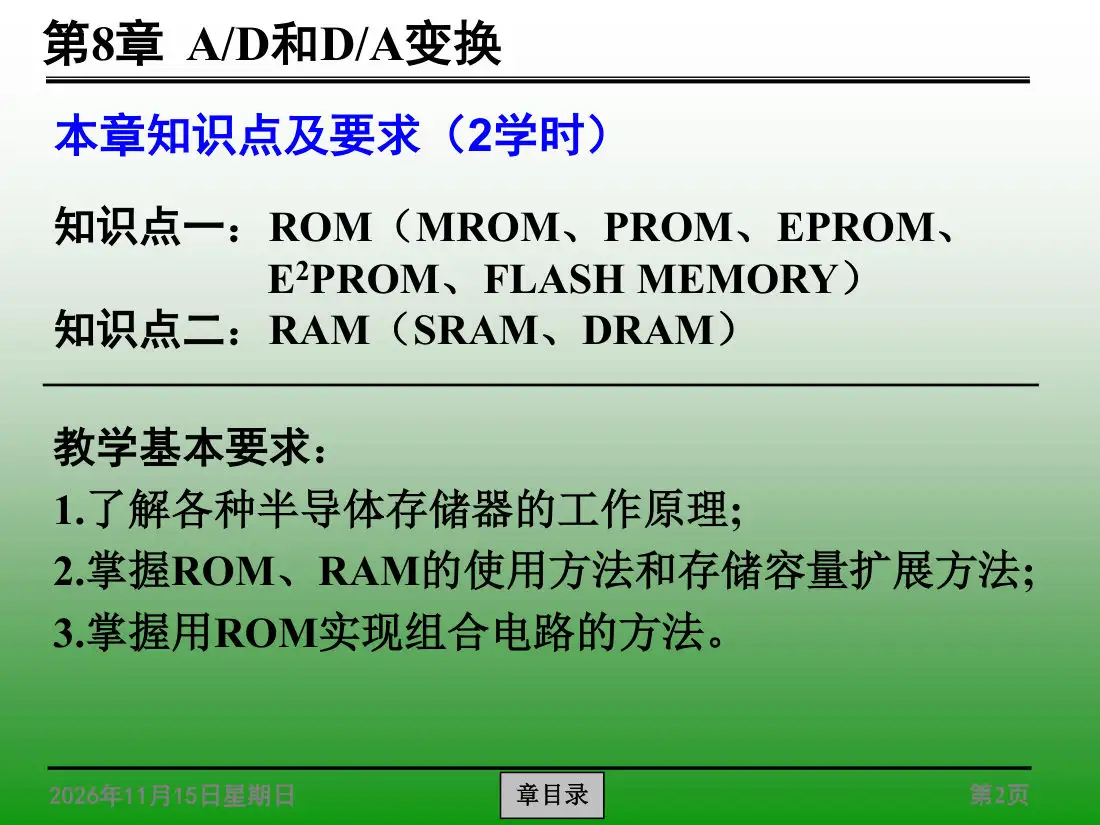 第8章 A/D和D/A变换
本章知识点及要求（2学时）
知识点一：ROM（MROM、PROM、EPROM、
E²PROM、FLASH MEMORY）
知识点二：RAM（SRAM、DRAM）
教学基本要求：
1.了解各种半导体存储器的工作原理;
2.掌握ROM、RAM的使用方法和存储容量扩展方法;
3.掌握用ROM实现组合电路的方法。
2026年11月15日星期日
章目录
第2页